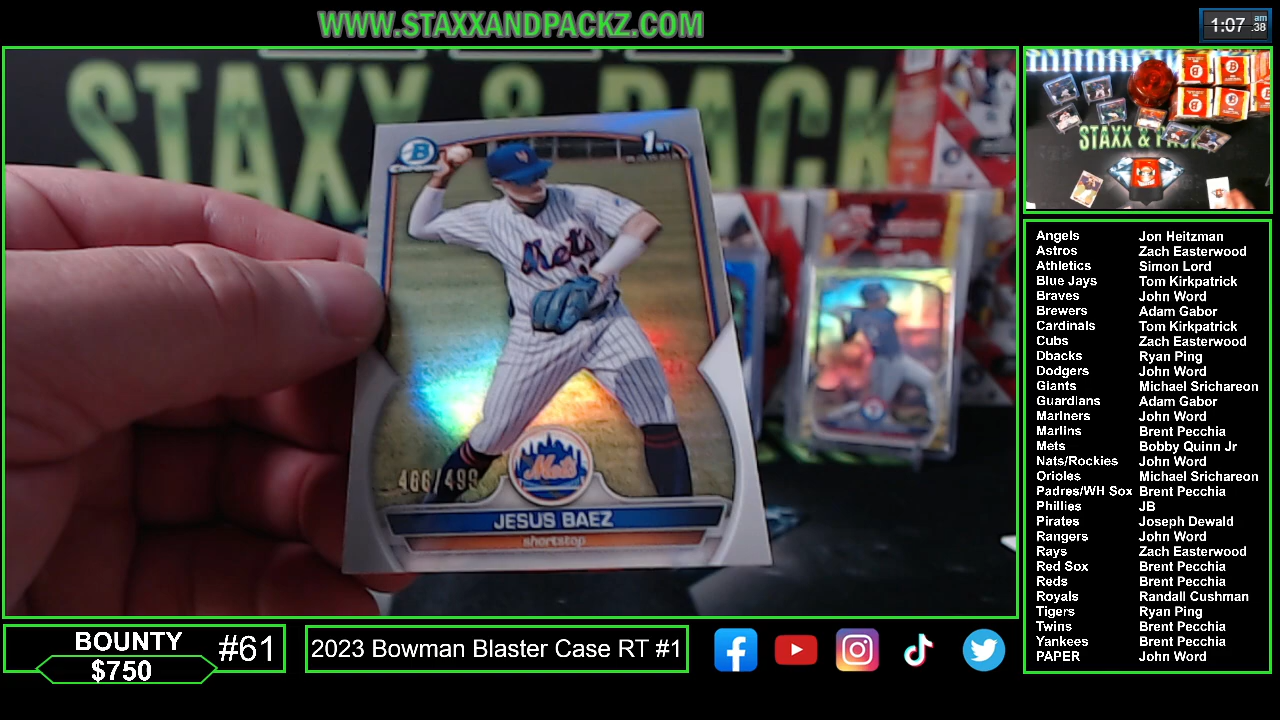 WWW.STAXXANDPACKZ.COM
1:07 am .38
STAXX & PACK
B
CHROME
1ST
BOWMAN
Mets
466/499
Mets
JESUS BAEZ
shortstop
STAXX & P
Angels Jon Heitzman
Astros Zach Easterwood
Athletics Simon Lord
Blue Jays Tom Kirkpatrick
Braves John Word
Brewers Adam Gabor
Cardinals Tom Kirkpatrick
Cubs Zach Easterwood
Dbacks Ryan Ping
Dodgers John Word
GIants Michael Srichareon
Guardians Adam Gabor
Mariners John Word
Marlins Brent Pecchia
Mets Bobby Quinn Jr
Nats/Rockies John Word
Orioles Michael Srichareon
Padres/WH Sox Brent Pecchia
Phillies JB
Pirates Joseph Dewald
Rangers John Word
Rays Zach Easterwood
Red Sox Brent Pecchia
Reds Brent Pecchia
Royals Randall Cushman
Tigers Ryan Ping
Twins Brent Pecchia
Yankees Brent Pecchia
PAPER John Word
BOUNTY #61
$750
2023 Bowman Blaster Case RT #1